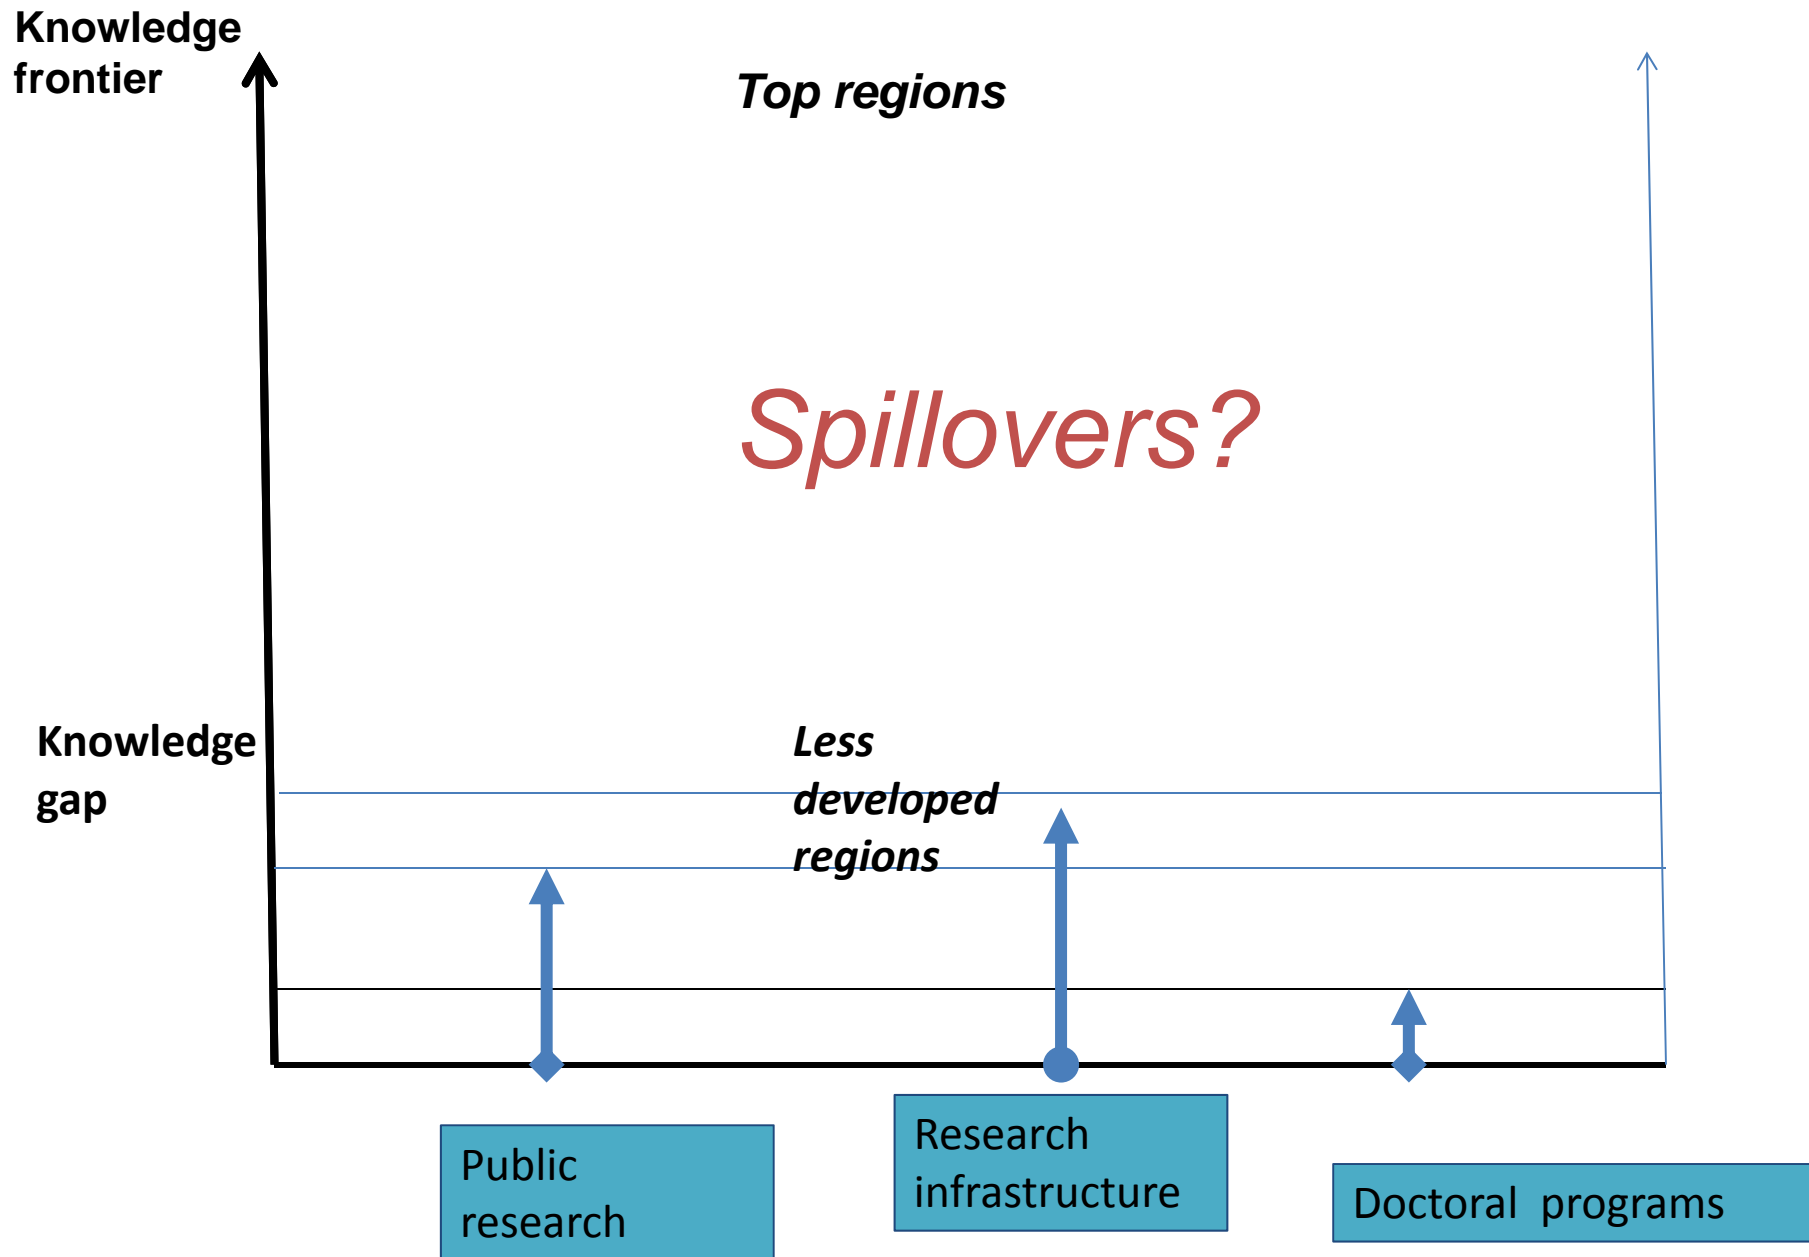 Knowledge
frontier
Top regions
Spillovers?
Knowledge
gap
Less
developed
regions
Public
research
Research
infrastructure
Doctoral  programs